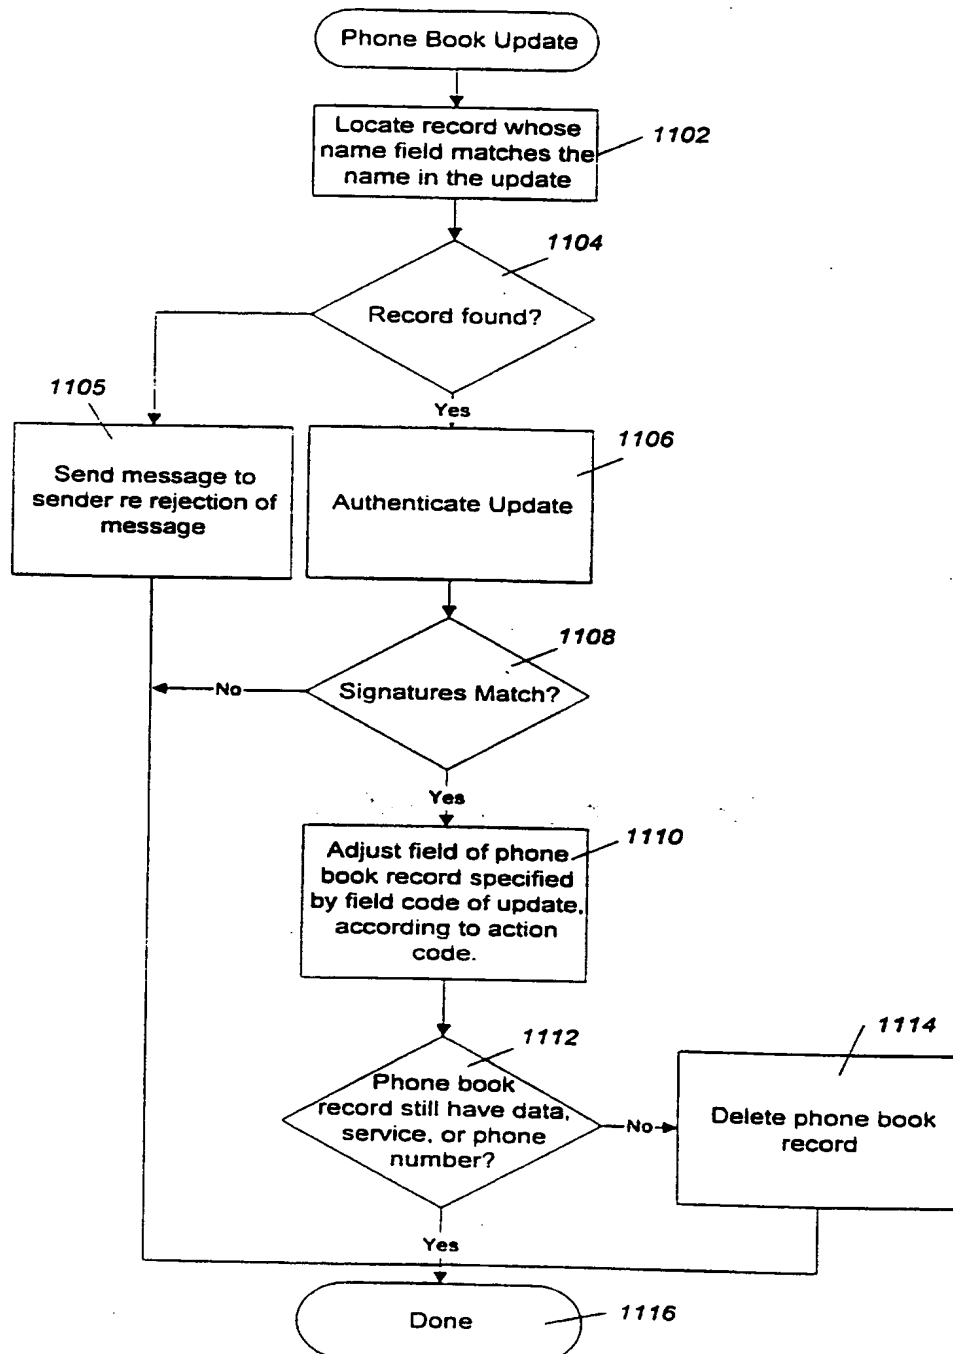 Phone Book Update
Locate record whose
name field matches the
name in the update
1102
1104
Record found?
1105
Yes
1106
Send message to
sender re rejection of
message
Authenticate Update
1108
No
Signatures Match?
Yes
1110
Adjust field of phone
book record specified
by field code of update,
according to action
code.
1112
1114
Phone book
record still have data,
service, or phone
number?
No
Delete phone book
record
Yes
Done
1116